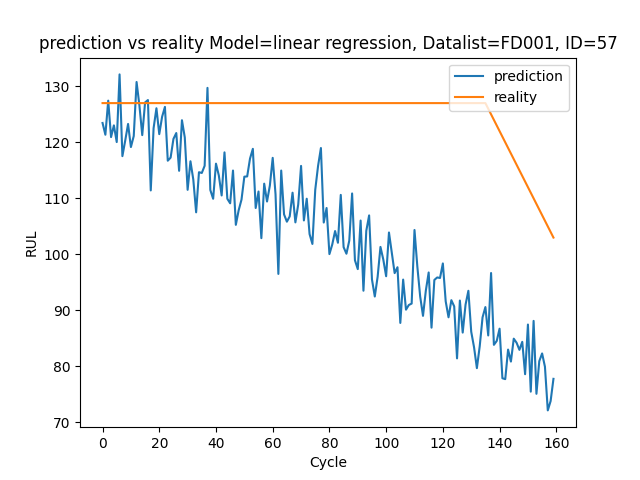 prediction vs reality Model=linear regression, Datalist=FD001, ID=57
prediction
reality
RUL
130
120
110
100
90
80
70
0 20 40 60 80 100 120 140 160
Cycle